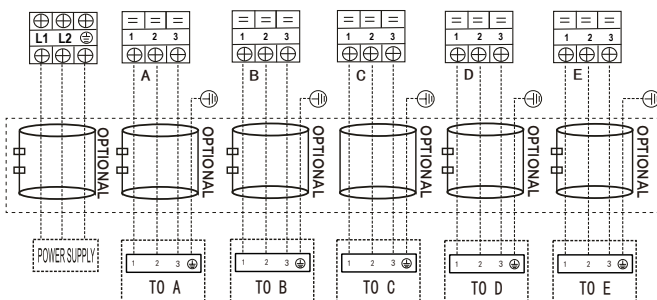 L1 L2
1 2 3
1 2 3
1 2 3
1 2 3
1 2 3
A
B
C
D
E
OPTIONAL
OPTIONAL
OPTIONAL
OPTIONAL
OPTIONAL
OPTIONAL
POWER SUPPLY
1 2 3
TO A
1 2 3
TO B
1 2 3
TO C
1 2 3
TO D
1 2 3
TO E